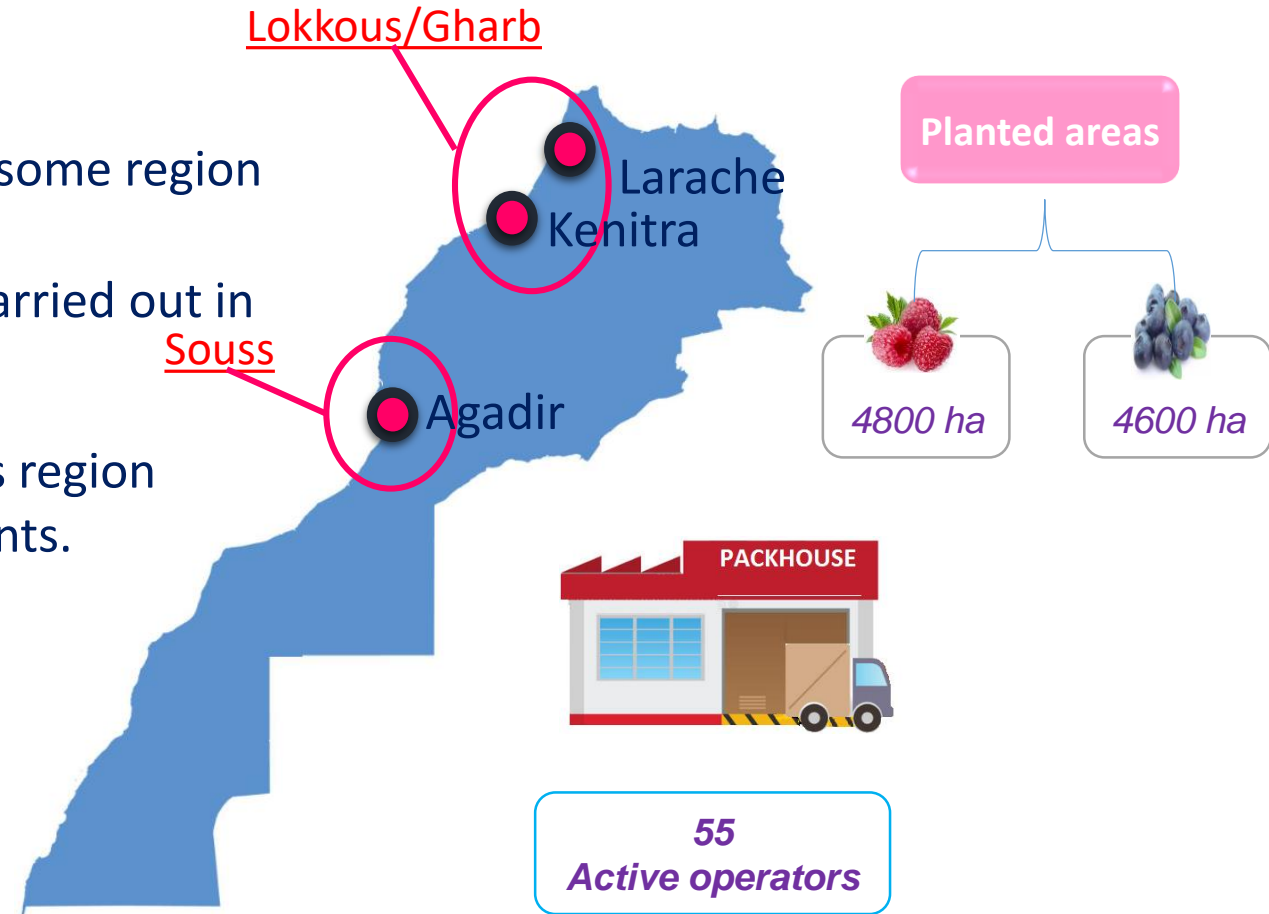 Lokkous/Gharb
some region
Larache
Kenitra
arried out in
Souss
Agadir
s region
nts.
Planted areas
4800 ha
4600 ha
PACKHOUSE
55
Active operators